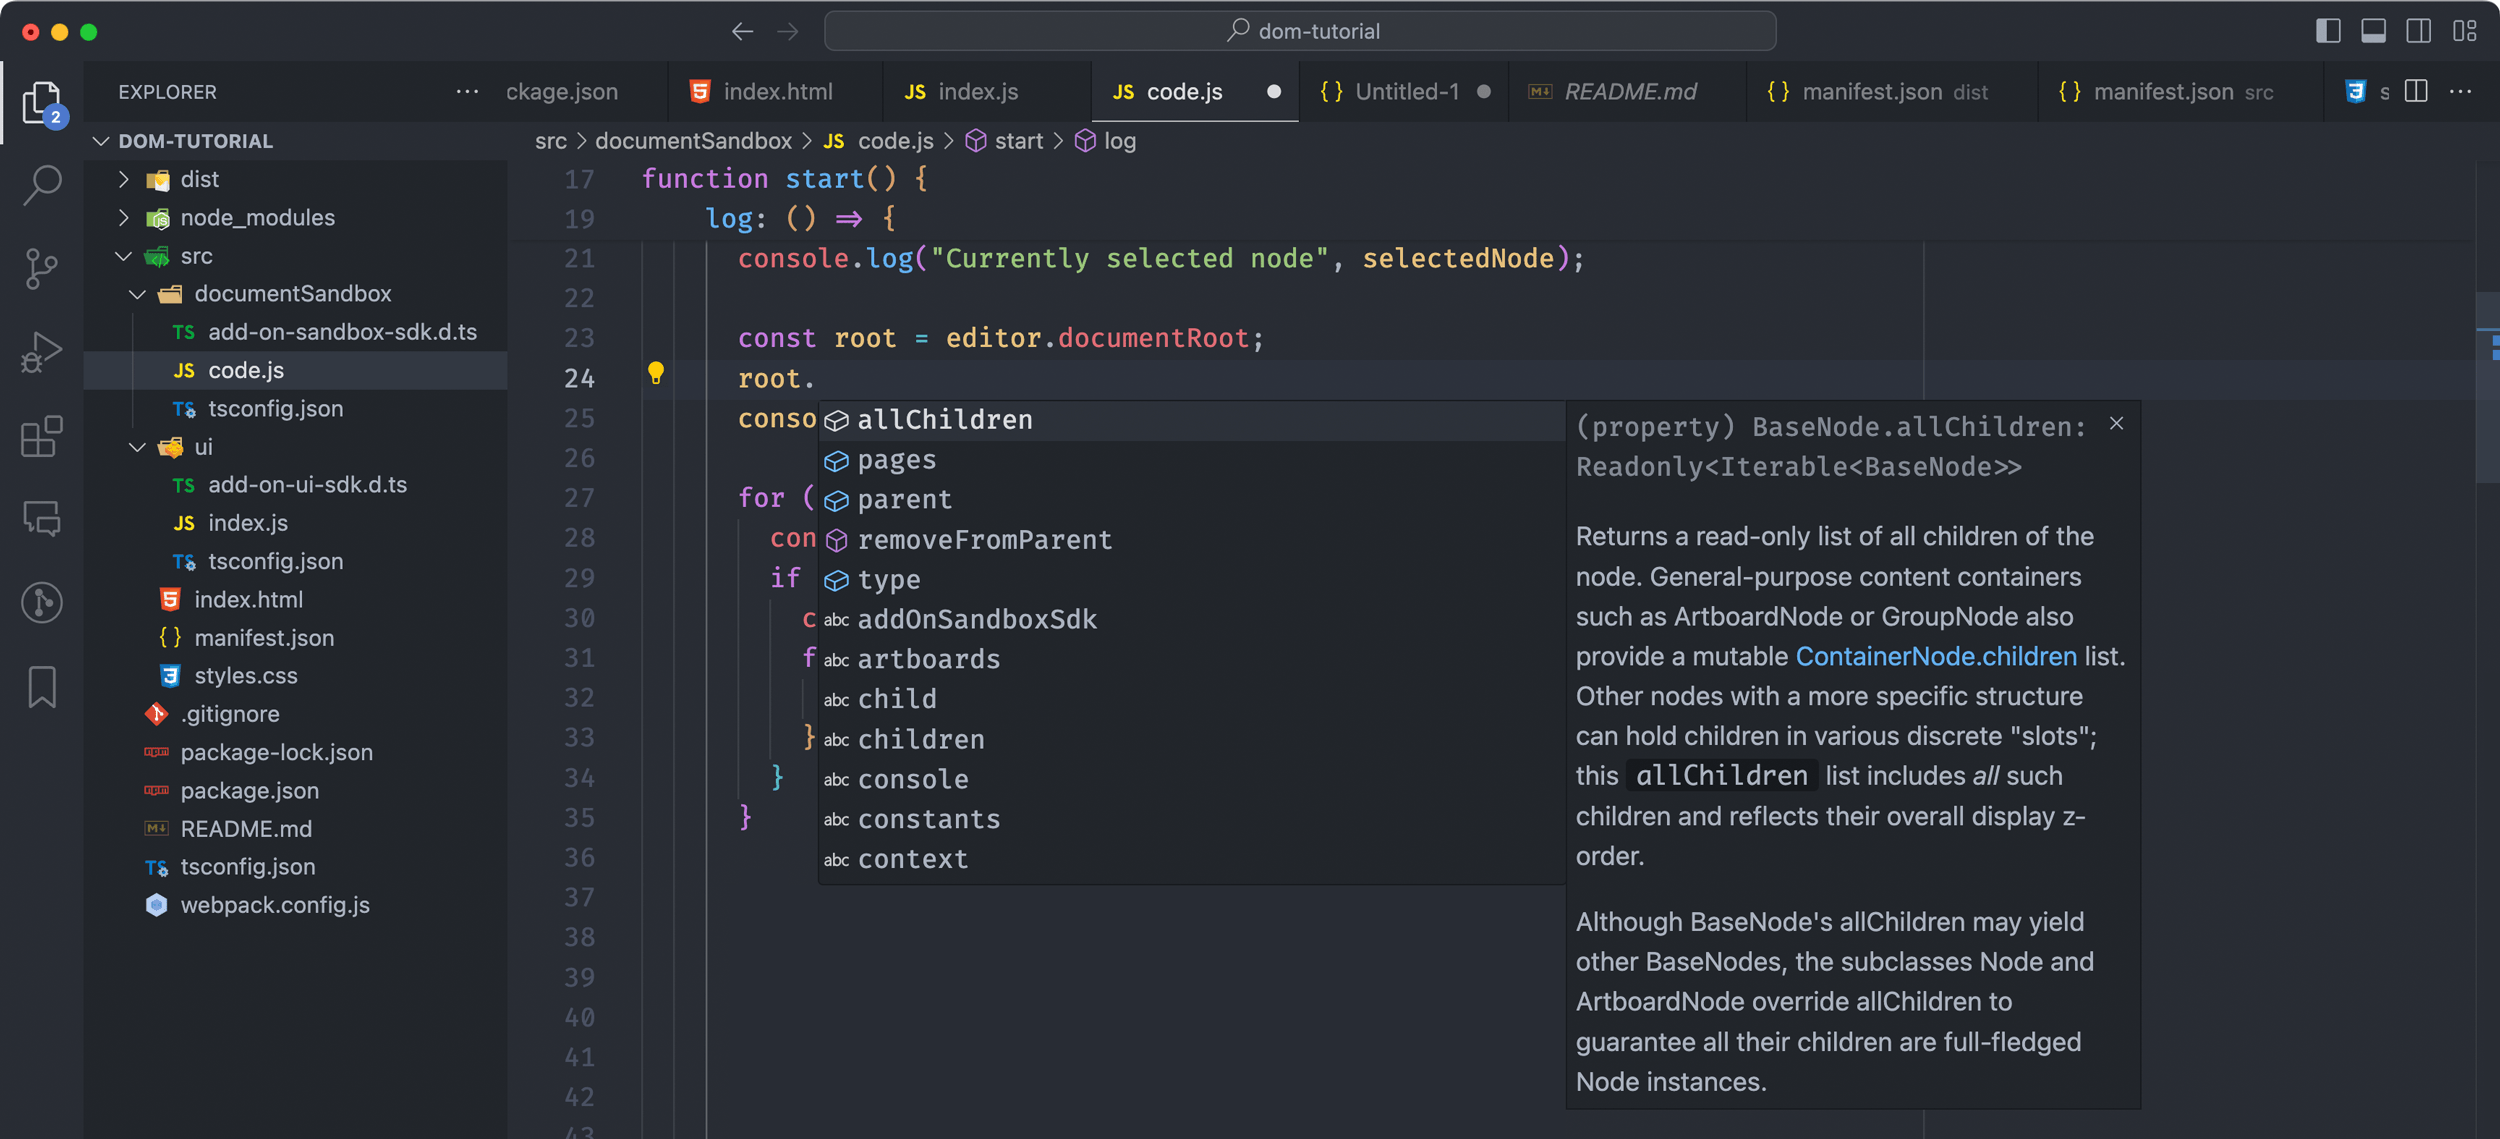 dom-tutorial
EXPLORER
ckage.json
index.html
JS index.js
JS code.js
{} Untitled-1
README.md
{} manifest.json dist
{} manifest.json src
s
2
DOM-TUTORIAL
dist
node_modules
src
documentSandbox
TS add-on-sandbox-sdk.d.ts
JS code.js
TS tsconfig.json
ui
TS add-on-ui-sdk.d.ts
JS index.js
TS tsconfig.json
index.html
{} manifest.json
styles.css
.gitignore
package-lock.json
package.json
README.md
TS tsconfig.json
webpack.config.js
src > documentSandbox > JS code.js > start > log
17 function start() {
19 log: () => {
21 console.log("Currently selected node", selectedNode);
22
23 const root = editor.documentRoot;
24 root.
25 conso
26
27 for (
28 con
29 if
30 c
31 f
32
33 }
34 }
35 }
36
37
38
39
40
41
42
43
allChildren
pages
parent
removeFromParent
type
abc addOnSandboxSdk
abc artboards
abc child
abc children
abc console
abc constants
abc context
(property) BaseNode.allChildren:
Readonly<Iterable<BaseNode>>
Returns a read-only list of all children of the
node. General-purpose content containers
such as ArtboardNode or GroupNode also
provide a mutable ContainerNode.children list.
Other nodes with a more specific structure
can hold children in various discrete "slots";
this allChildren list includes all such
children and reflects their overall display z-
order.
Although BaseNode's allChildren may yield
other BaseNodes, the subclasses Node and
ArtboardNode override allChildren to
guarantee all their children are full-fledged
Node instances.